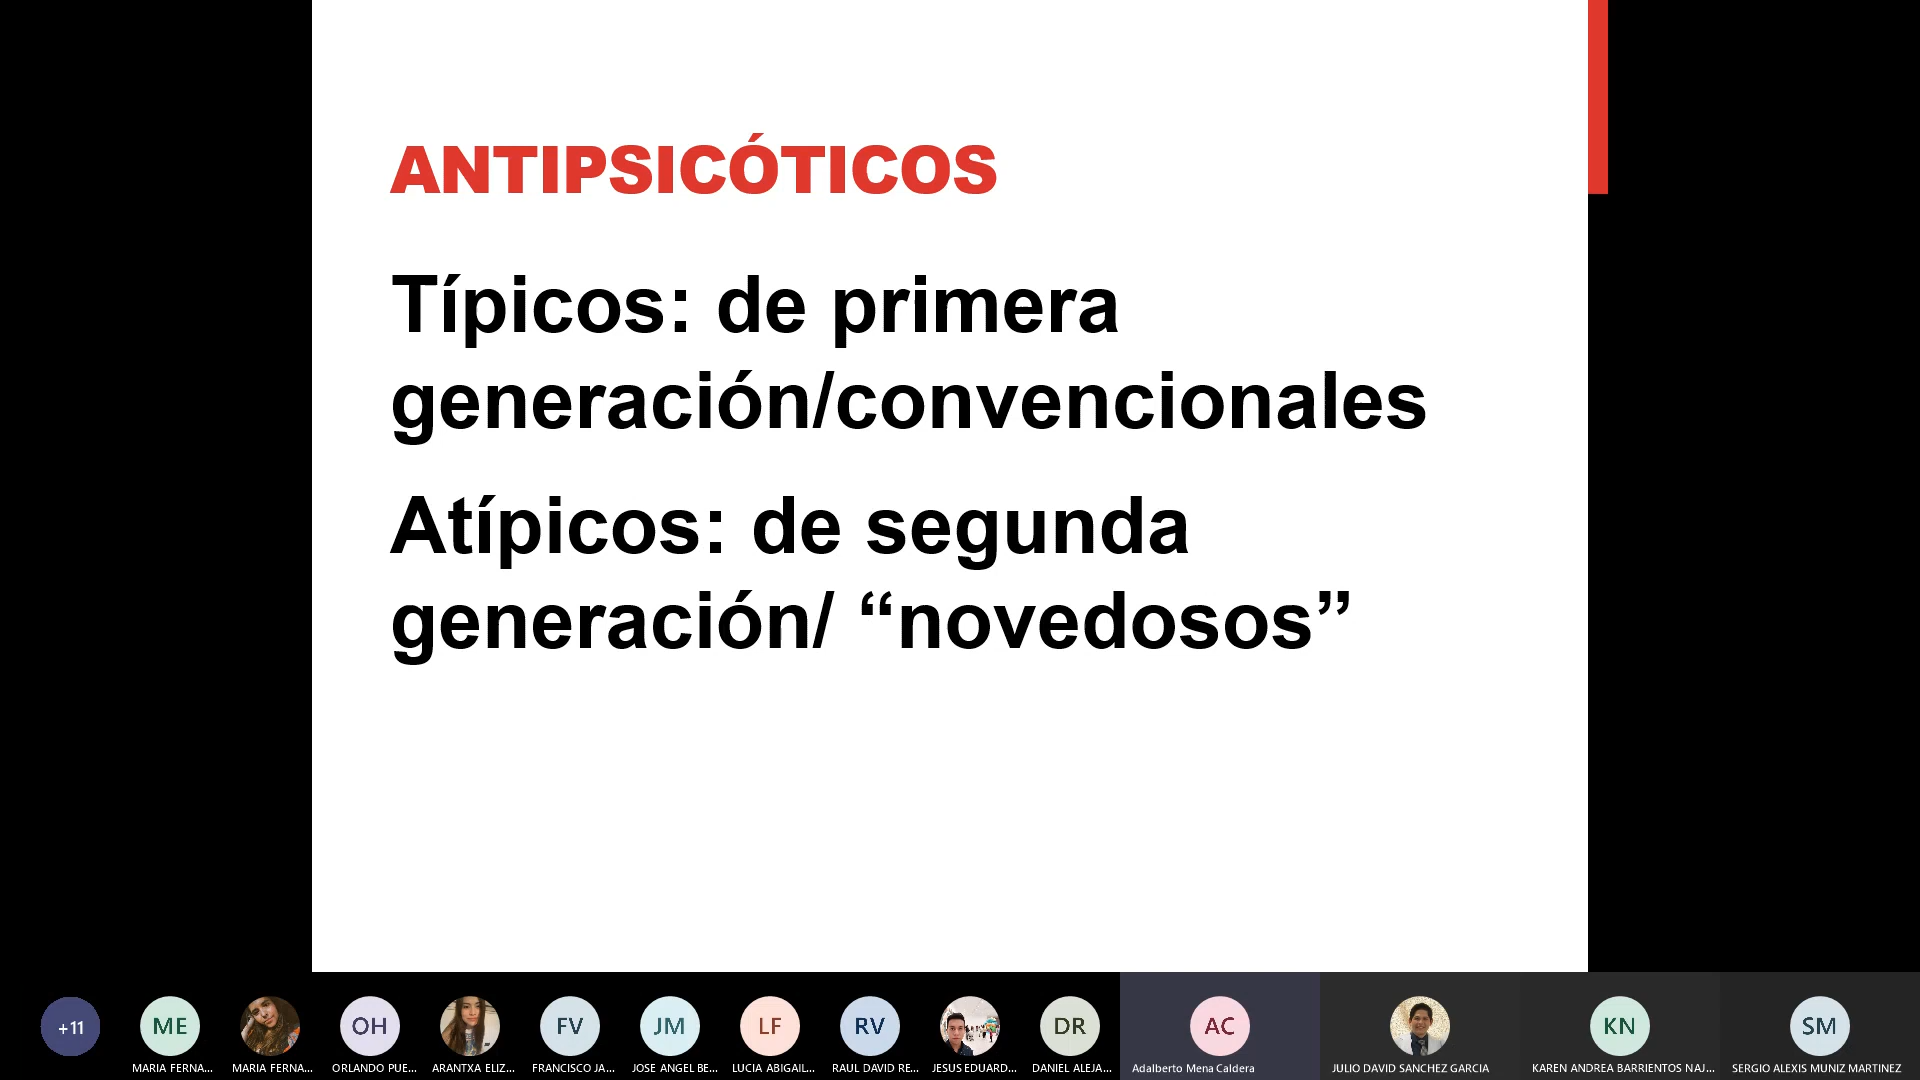 ANTIPSICÓTICOS
Típicos: de primera
generación/convencionales
Atípicos: de segunda
generación/ “novedosos”
+11
ME
OH
FV
JM
LF
RV
DR
AC
KN
SM
MARIA FERNA...
MARIA FERNA...
ORLANDO PUE...
ARANTXA ELIZ...
FRANCISCO JA...
JOSE ANGEL BE...
LUCIA ABIGAIL...
RAUL DAVID RE...
JESUS EDUARD...
DANIEL ALEJA...
Adalberto Mena Caldera
JULIO DAVID SANCHEZ GARCIA
KAREN ANDREA BARRIENTOS NAJ...
SERGIO ALEXIS MUNIZ MARTINEZ